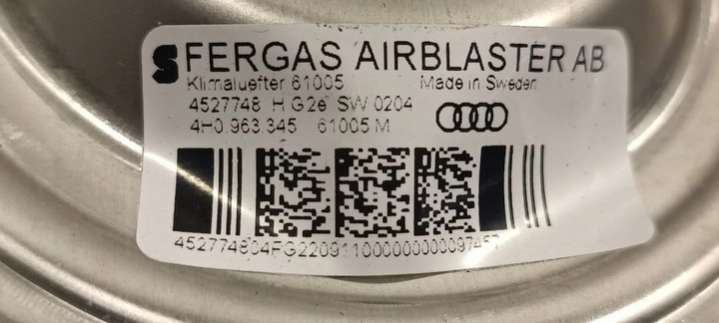 FERGAS AIRBLASTER AB
Klimaluefter 61005 Made in Sweden
4527748 H G2e SW 0204
4H0.963.345 61005 M